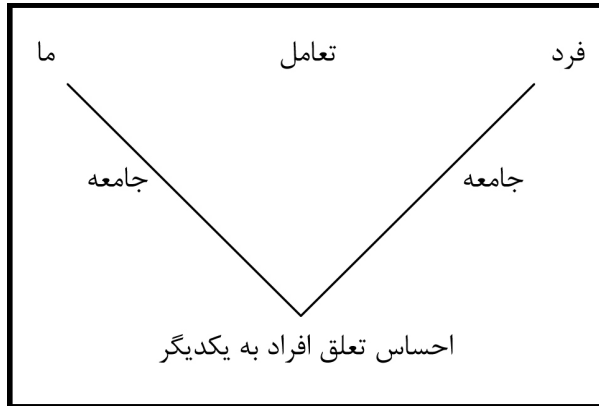 فرد تعامل ما
جامعه جامعه
احساس تعلق افراد به یکدیگر